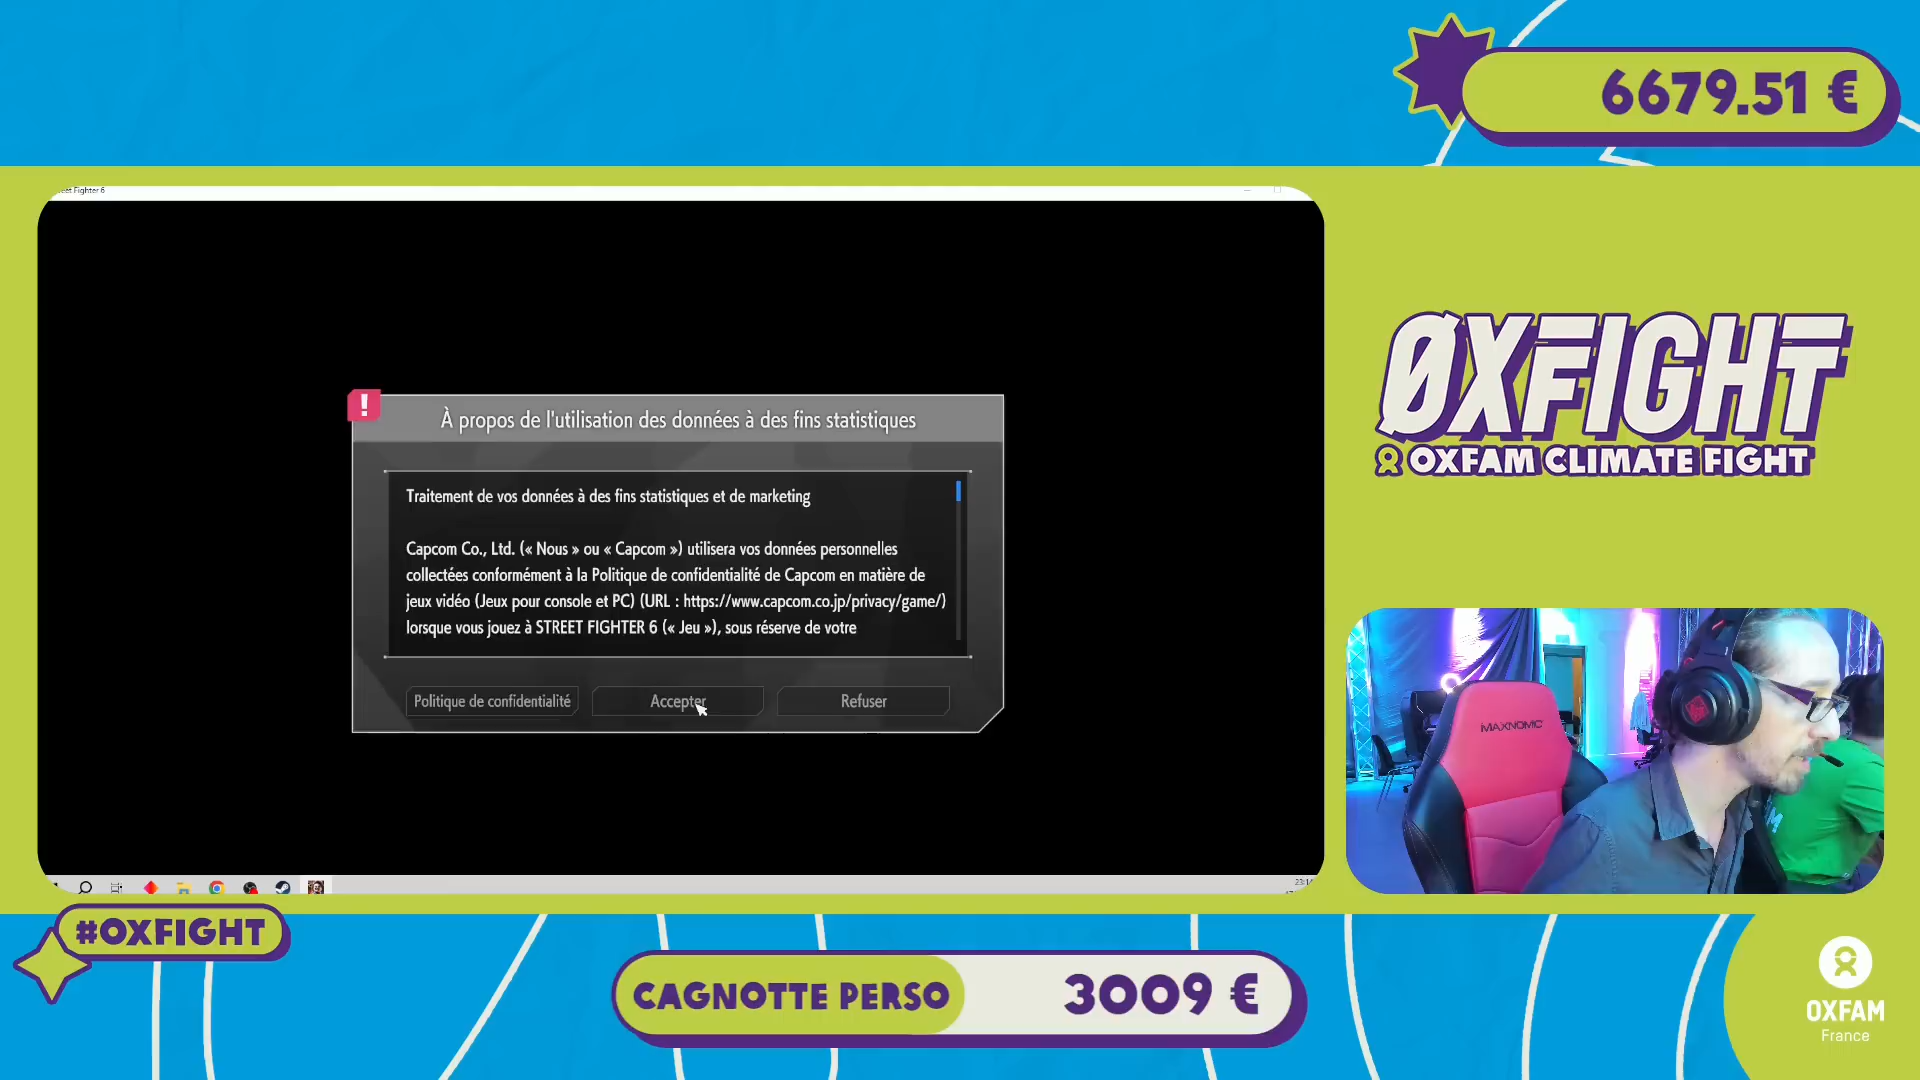 6679.51 €
eet Fighter 6
ØXFIGHT
OXFAM CLIMATE FIGHT
!
À propos de l'utilisation des données à des fins statistiques
Traitement de vos données à des fins statistiques et de marketing
Capcom Co., Ltd. (« Nous » ou « Capcom ») utilisera vos données personnelles
collectées conformément à la Politique de confidentialité de Capcom en matière de
jeux vidéo (Jeux pour console et PC) (URL : https://www.capcom.co.jp/privacy/game/)
lorsque vous jouez à STREET FIGHTER 6 (« Jeu »), sous réserve de votre
Politique de confidentialité
Accepter
Refuser
MAXNOMIC
#OXFIGHT
CAGNOTTE PERSO
3009 €
OXFAM
France